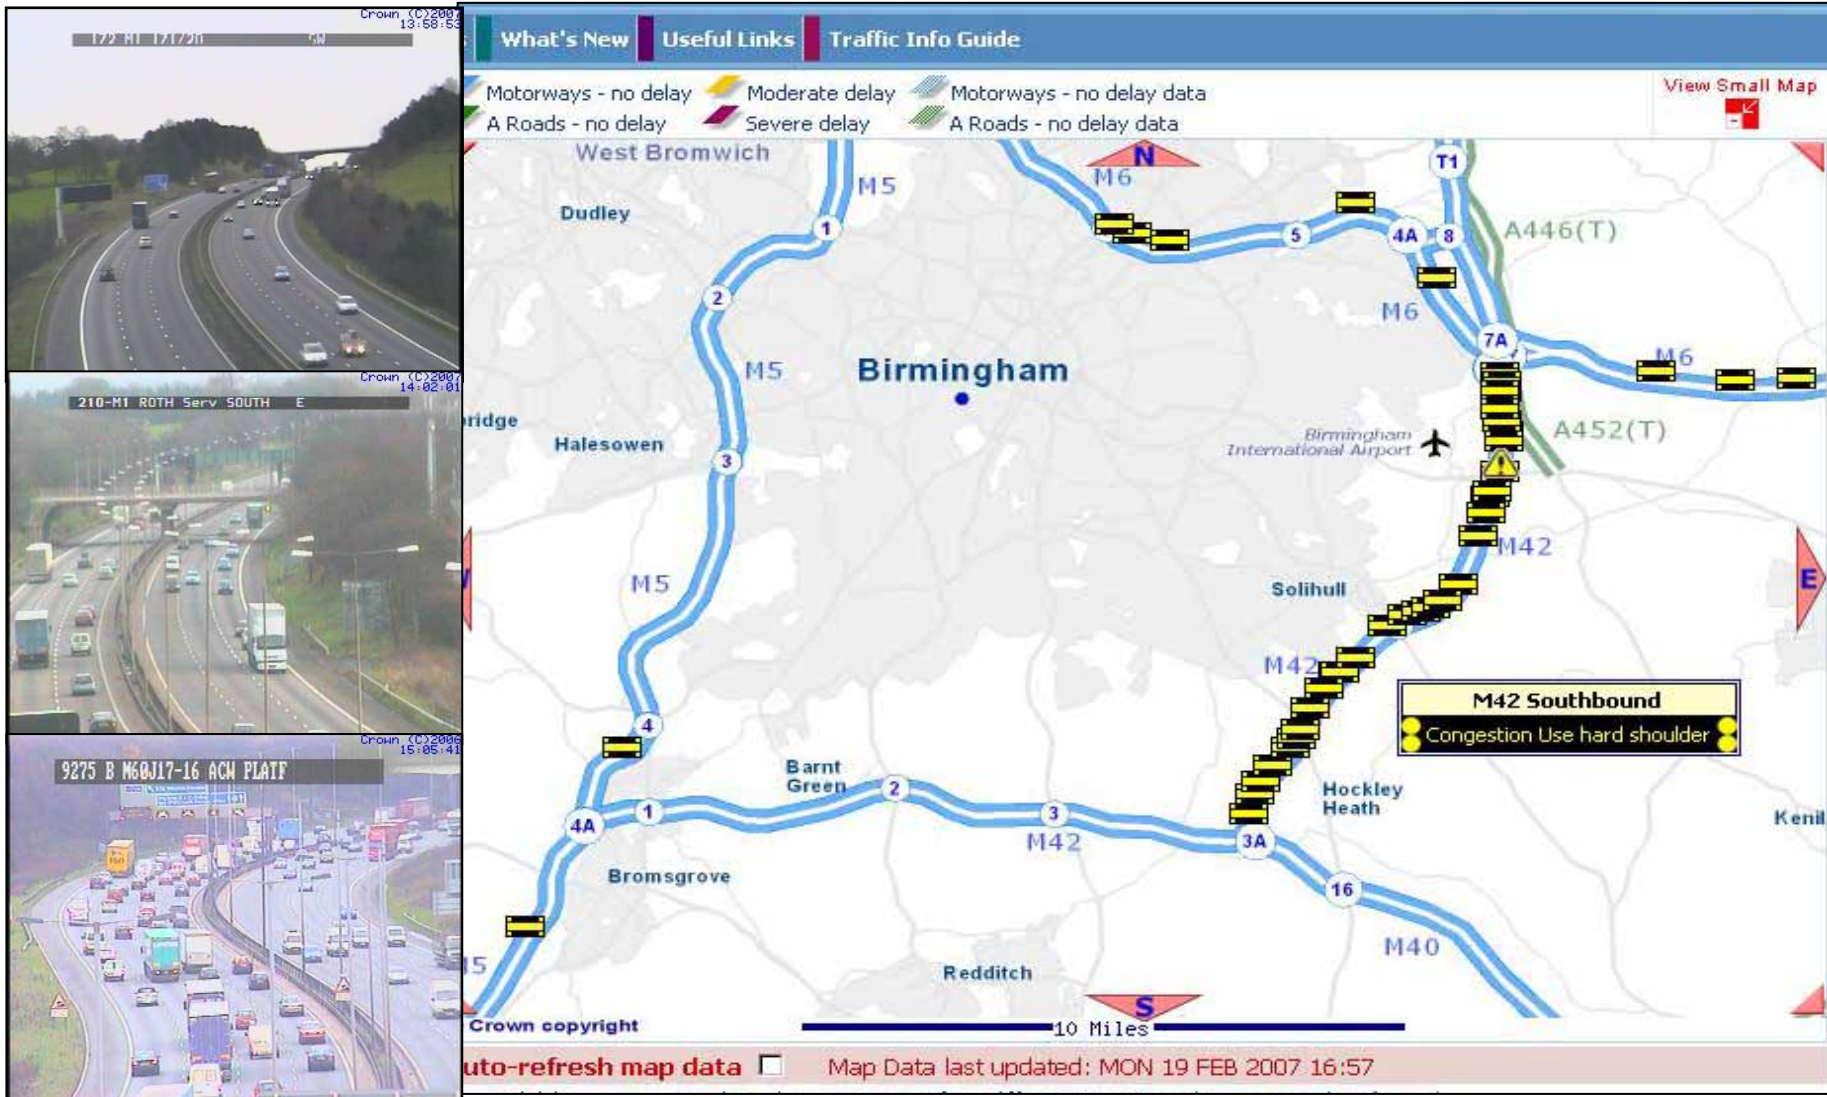 Crown (C)2007
13:58:53
Crown (C)2007
14:02:01
210-M1 ROTH Serv SOUTH E
Crown (C)2006
15:05:41
9275 B M60J17-16 ACW PLATF
What's New
Useful Links
Traffic Info Guide
Motorways - no delay
Moderate delay
Motorways - no delay data
A Roads - no delay
Severe delay
A Roads - no delay data
View Small Map
West Bromwich
N
M6
T1
M5
Dudley
1
5
4A
8
A446(T)
2
M6
7A
M5
Birmingham
M6
ridge
Halesowen
3
Birmingham
International Airport
A452(T)
M42
M5
Solihull
E
M42
M42 Southbound
Congestion Use hard shoulder
4
Barnt
Green
2
Hockley
Heath
4A
1
3
M42
3A
Kenil
Bromsgrove
16
M40
M5
Redditch
S
Crown copyright
10 Miles
uto-refresh map data
Map Data last updated: MON 19 FEB 2007 16:57